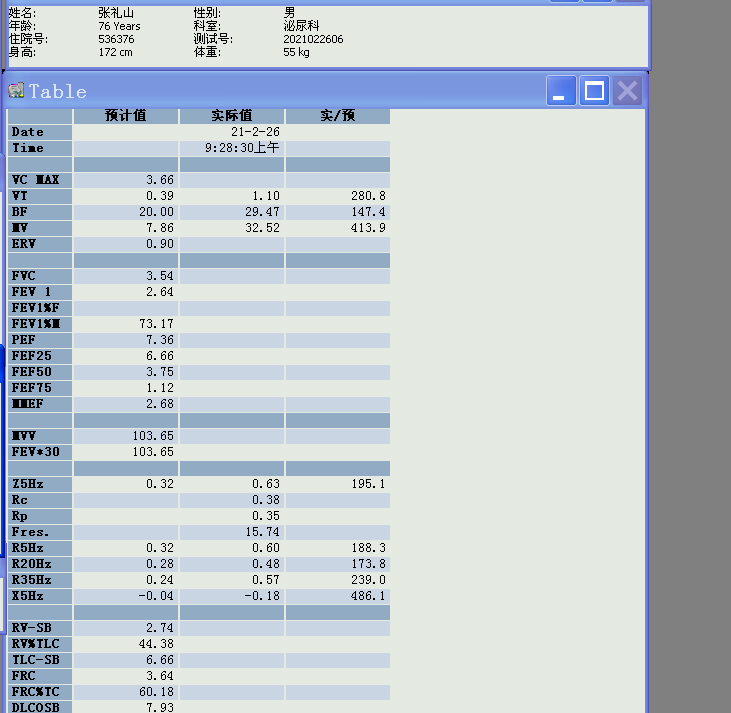 姓名: 张礼山 性别: 男
年龄: 76 Years 科室: 泌尿科
住院号: 536376 测试号: 2021022606
身高: 172 cm 体重: 55 kg
Table
预计值 实际值 实/预
Date 21-2-26
Time 9:28:30上午
VC MAX 3.66
VT 0.39 1.10 280.8
BF 20.00 29.47 147.4
MV 7.86 32.52 413.9
ERV 0.90
FVC 3.54
FEV 1 2.64
FEV1%F
FEV1%M 73.17
PEF 7.36
FEF25 6.66
FEF50 3.75
FEF75 1.12
MMEF 2.68
MVV 103.65
FEV*30 103.65
Z5Hz 0.32 0.63 195.1
Rc 0.38
Rp 0.35
Fres. 15.74
R5Hz 0.32 0.60 188.3
R20Hz 0.28 0.48 173.8
R35Hz 0.24 0.57 239.0
X5Hz -0.04 -0.18 486.1
RV-SB 2.74
RV%TLC 44.38
TLC-SB 6.66
FRC 3.64
FRC%TC 60.18
DLCOSB 7.93